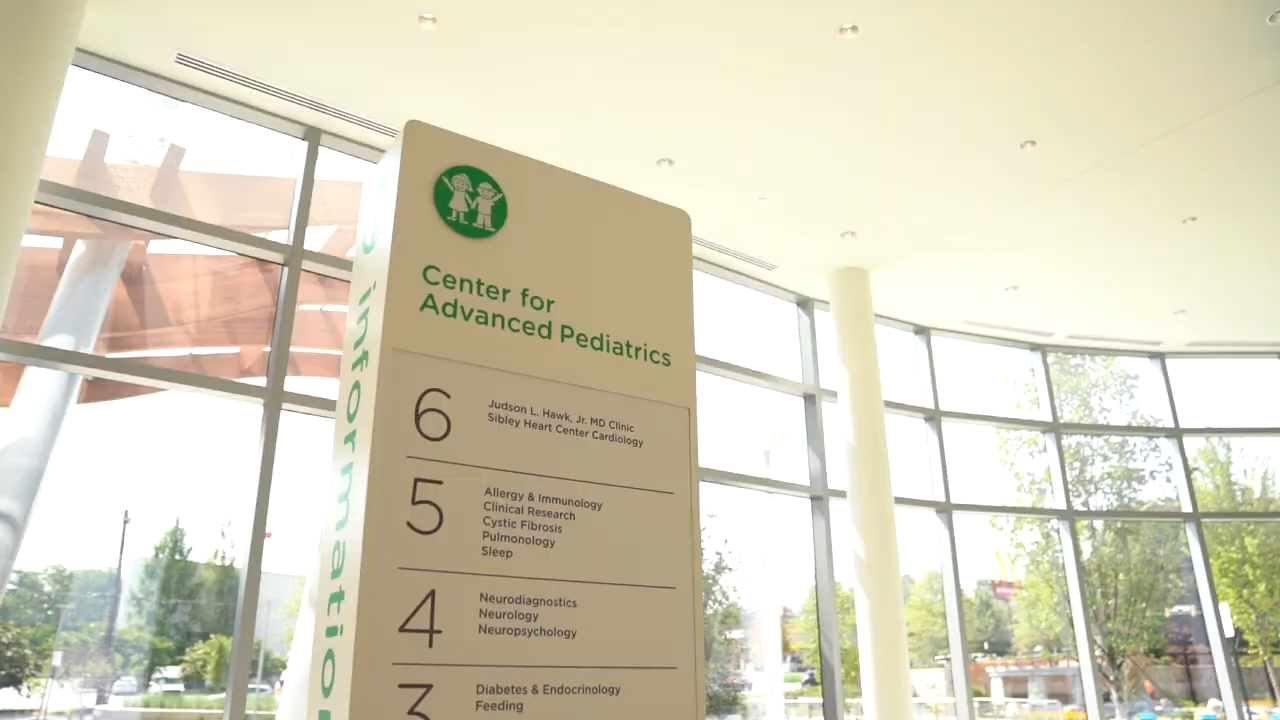 information
Center for
Advanced Pediatrics
6
Judson L. Hawk, Jr. MD Clinic
Sibley Heart Center Cardiology
5
Allergy & Immunology
Clinical Research
Cystic Fibrosis
Pulmonology
Sleep
4
Neurodiagnostics
Neurology
Neuropsychology
3
Diabetes & Endocrinology
Feeding